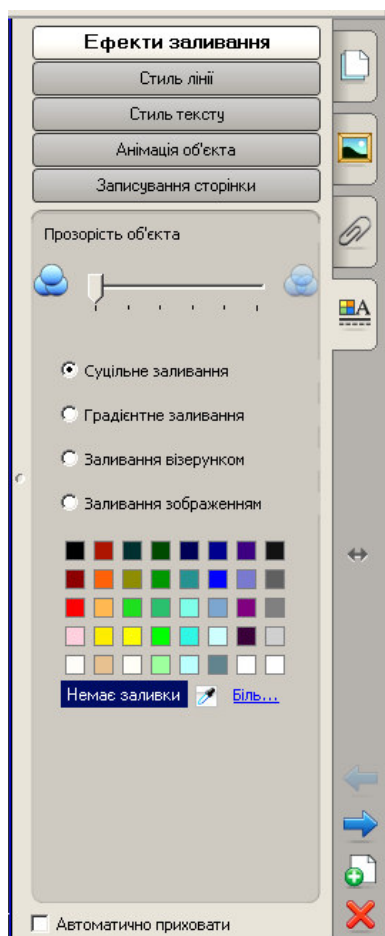 Ефекти заливання
Стиль лінії
Стиль тексту
Анімація об'єкта
Записування сторінки
Прозорість об'єкта
Суцільне заливання
Градієнтне заливання
Заливання візерунком
Заливання зображенням
Немає заливки Біль...
Автоматично приховати
A